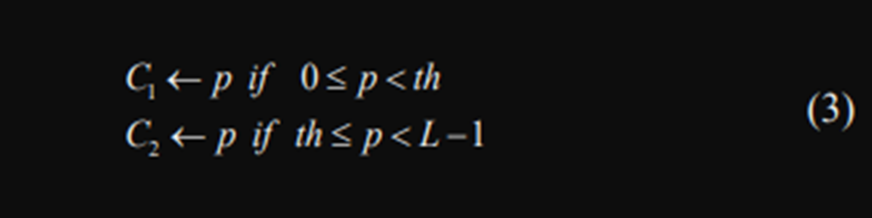 C₁ ← p if 0 ≤ p < th
C₂ ← p if th ≤ p < L − 1
(3)